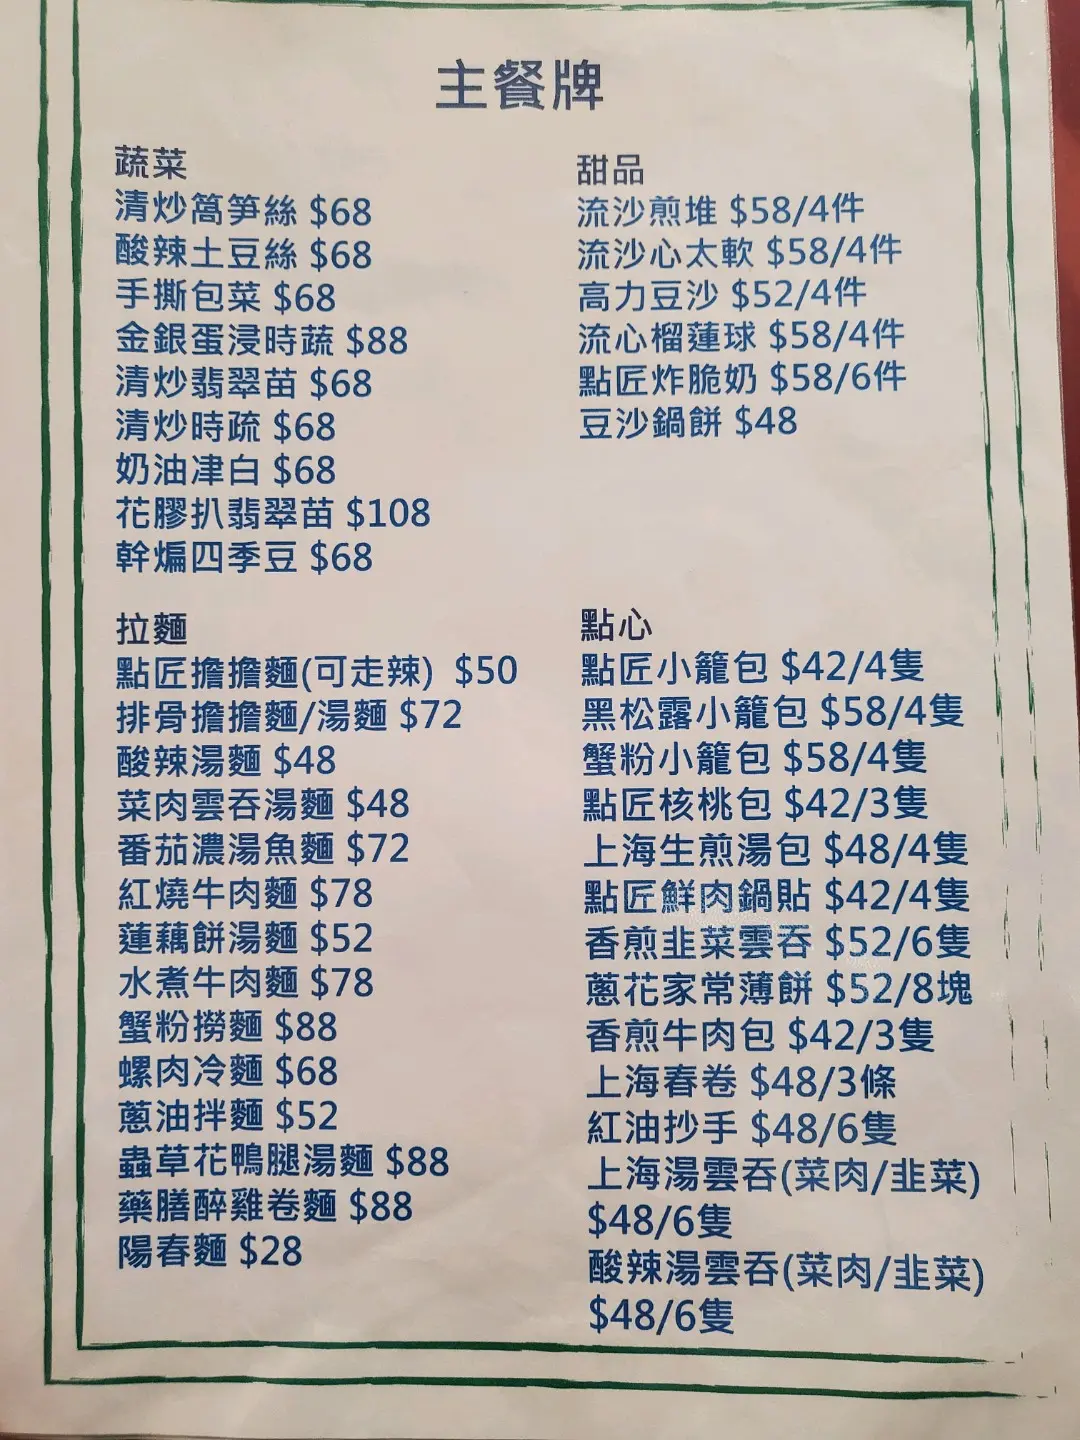 主餐牌
蔬菜
清炒萵笋絲 $68
酸辣土豆絲 $68
手撕包菜 $68
金銀蛋浸時蔬 $88
清炒翡翠苗 $68
清炒時疏 $68
奶油津白 $68
花膠扒翡翠苗 $108
幹煸四季豆 $68
拉麵
點匠擔擔麵(可走辣) $50
排骨擔擔麵/湯麵 $72
酸辣湯麵 $48
菜肉雲吞湯麵 $48
番茄濃湯魚麵 $72
紅燒牛肉麵 $78
蓮藕餅湯麵 $52
水煮牛肉麵 $78
蟹粉撈麵 $88
螺肉冷麵 $68
蔥油拌麵 $52
蟲草花鴨腿湯麵 $88
藥膳醉雞卷麵 $88
陽春麵 $28
甜品
流沙煎堆 $58/4件
流沙心太軟 $58/4件
高力豆沙 $52/4件
流心榴蓮球 $58/4件
點匠炸脆奶 $58/6件
豆沙鍋餅 $48
點心
點匠小籠包 $42/4隻
黑松露小籠包 $58/4隻
蟹粉小籠包 $58/4隻
點匠核桃包 $42/3隻
上海生煎湯包 $48/4隻
點匠鮮肉鍋貼 $42/4隻
香煎韭菜雲吞 $52/6隻
蔥花家常薄餅 $52/8塊
香煎牛肉包 $42/3隻
上海春卷 $48/3條
紅油抄手 $48/6隻
上海湯雲吞(菜肉/韭菜)
$48/6隻
酸辣湯雲吞(菜肉/韭菜)
$48/6隻